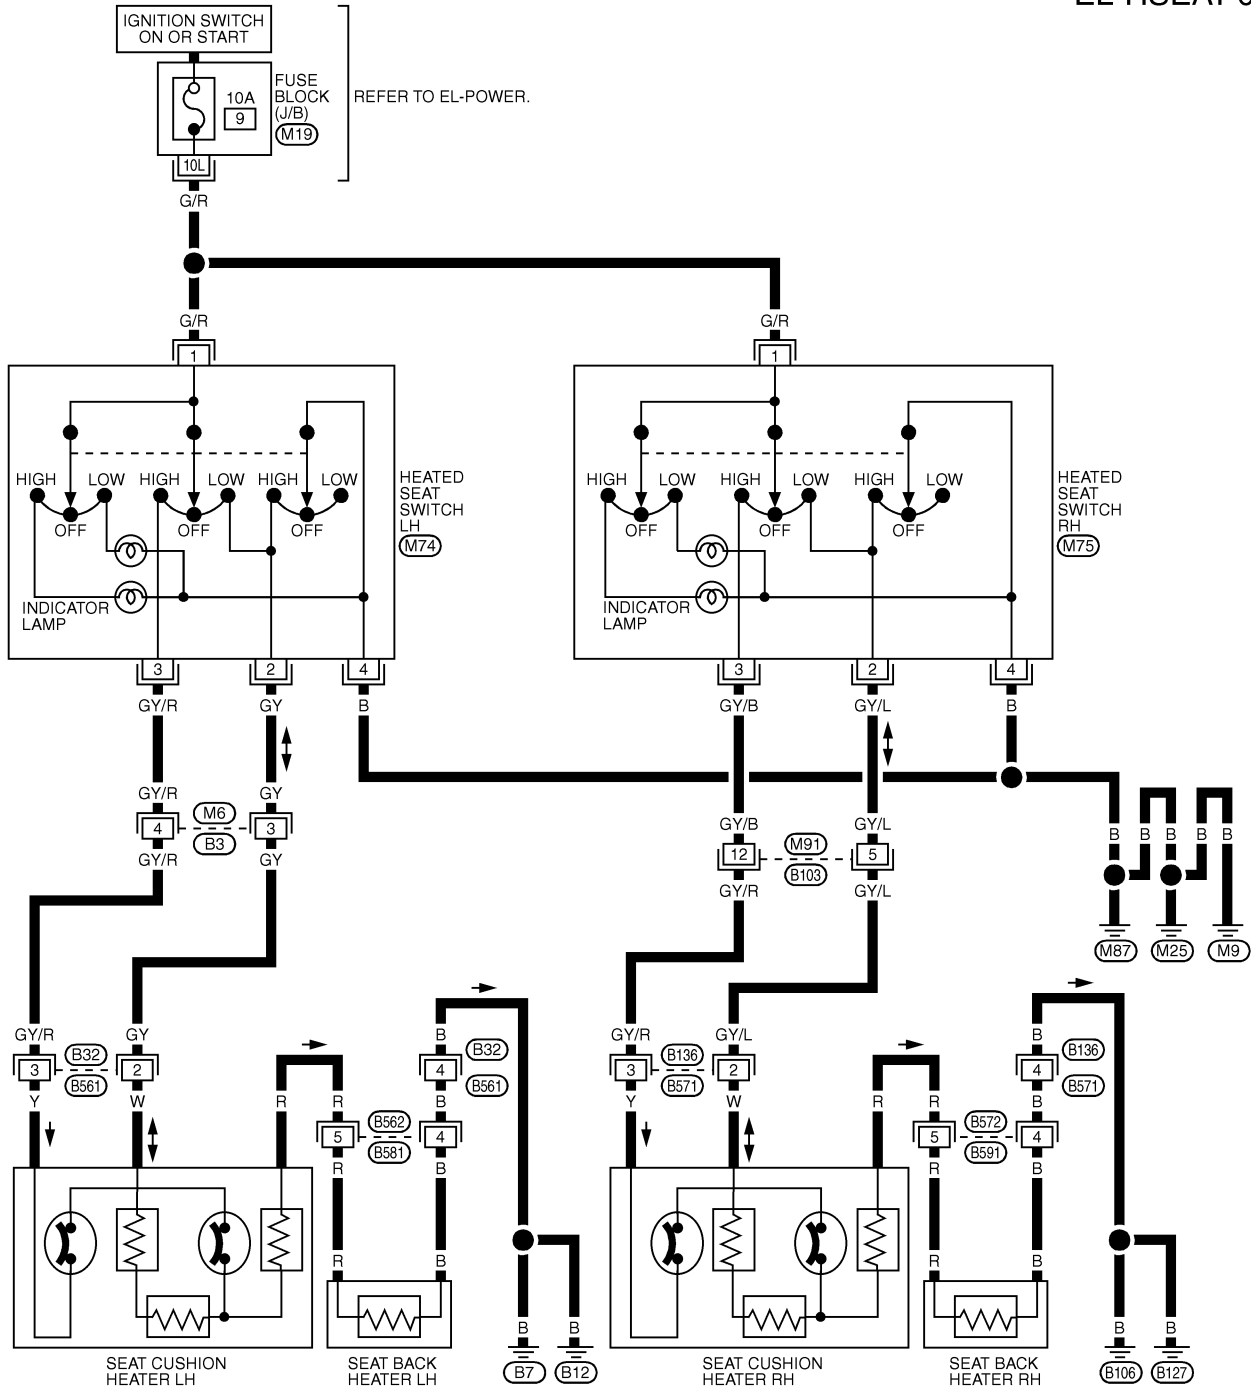 IGNITION SWITCH
ON OR START
FUSE
BLOCK
(J/B)
M19
10A
9
10L
REFER TO EL-POWER.
G/R
G/R
G/R
1
1
HIGH LOW HIGH LOW HIGH LOW
OFF OFF OFF
INDICATOR
LAMP
HEATED
SEAT
SWITCH
LH
M74
HIGH LOW HIGH LOW HIGH LOW
OFF OFF OFF
INDICATOR
LAMP
HEATED
SEAT
SWITCH
RH
M75
3 2 4
3 2 4
GY/R GY B
GY/B GY/L B
GY/R GY
4 M6 3
B3
GY/R GY
GY/B GY/L
12 M91 5
B103
GY/R GY/L
B B B B B
M87 M25 M9
GY/R GY B
3 B32 2
B561
4 B32
B561
Y W R R B
5 B562 4
B581
R B
R B
B B
B7 B12
SEAT CUSHION
HEATER LH
SEAT BACK
HEATER LH
GY/R GY/L B
3 B136 2
B571
4 B136
B571
Y W R R B
5 B572 4
B591
R B
R B
B B
B106 B127
SEAT CUSHION
HEATER RH
SEAT BACK
HEATER RH